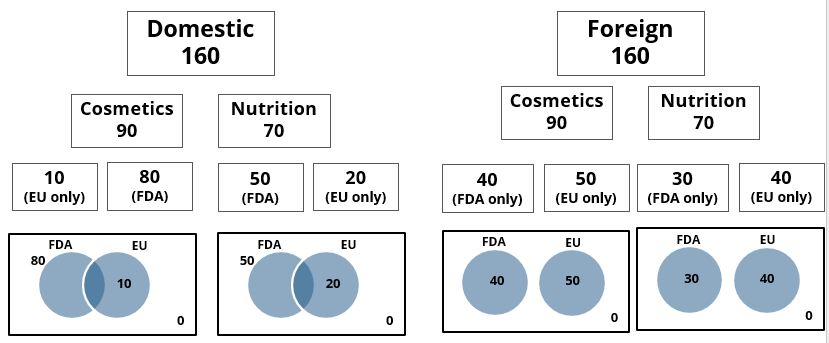 Domestic
160
Foreign
160
Cosmetics
90
Nutrition
70
Cosmetics
90
Nutrition
70
10
(EU only)
80
(FDA)
50
(FDA)
20
(EU only)
40
(FDA only)
50
(EU only)
30
(FDA only)
40
(EU only)
FDA EU
80
10
0
FDA EU
50
20
0
FDA EU
40 50
0
FDA EU
30 40
0